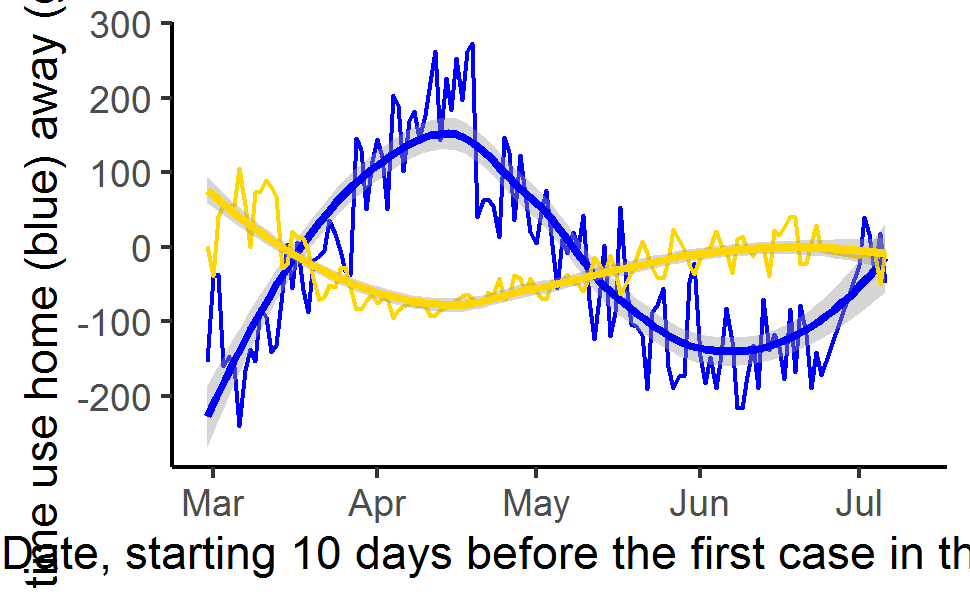 time use home (blue) away (
300
200
100
0
-100
-200
Mar Apr May Jun Jul
Date, starting 10 days before the first case in th